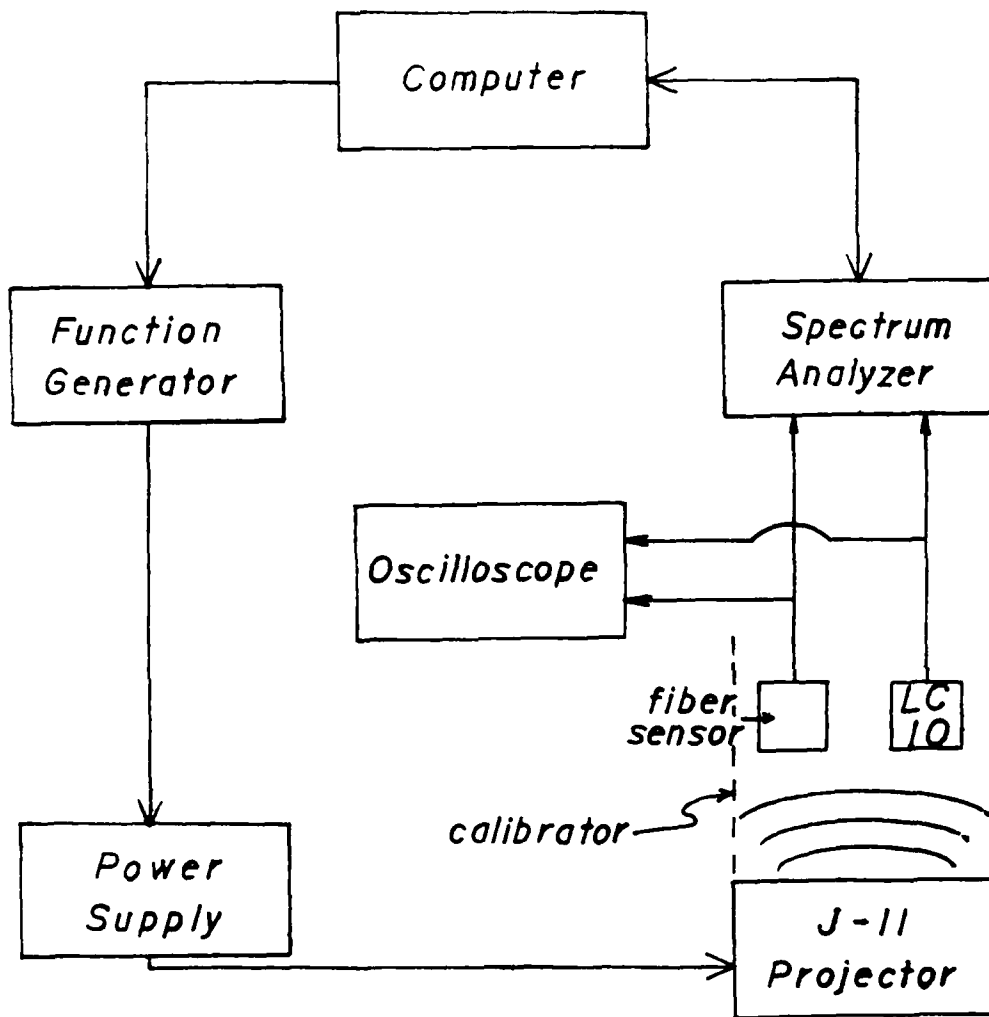 Computer
Function
Generator
Spectrum
Analyzer
Oscilloscope
fiber
sensor
LC
10
calibrator
Power
Supply
J-11
Projector